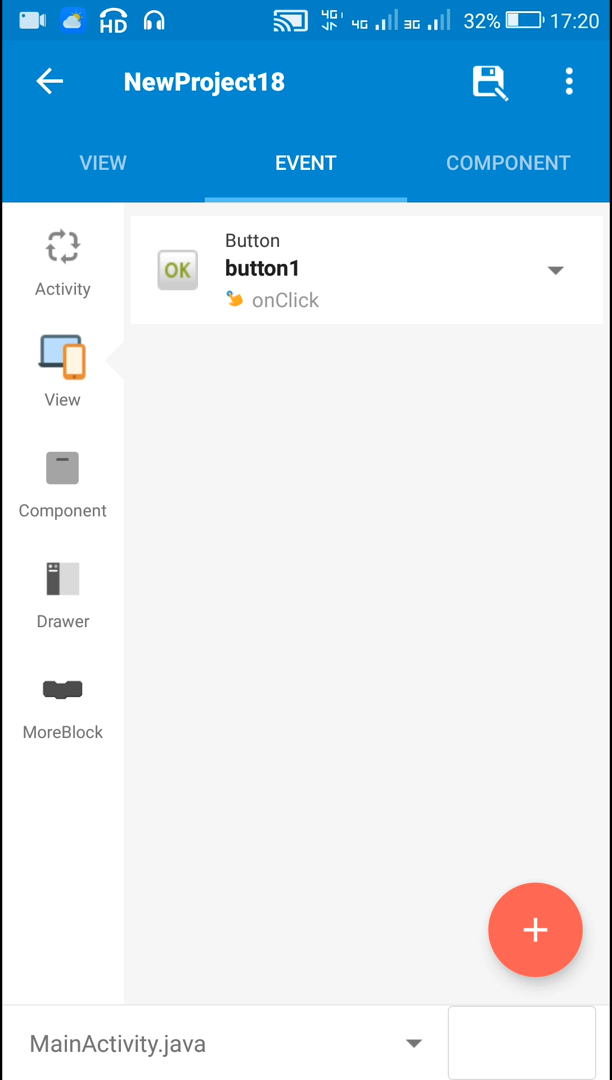 HD 4G 4G 3G 32% 17:20
NewProject18
VIEW EVENT COMPONENT
Activity
View
Component
Drawer
MoreBlock
Button
OK button1
onClick
MainActivity.java